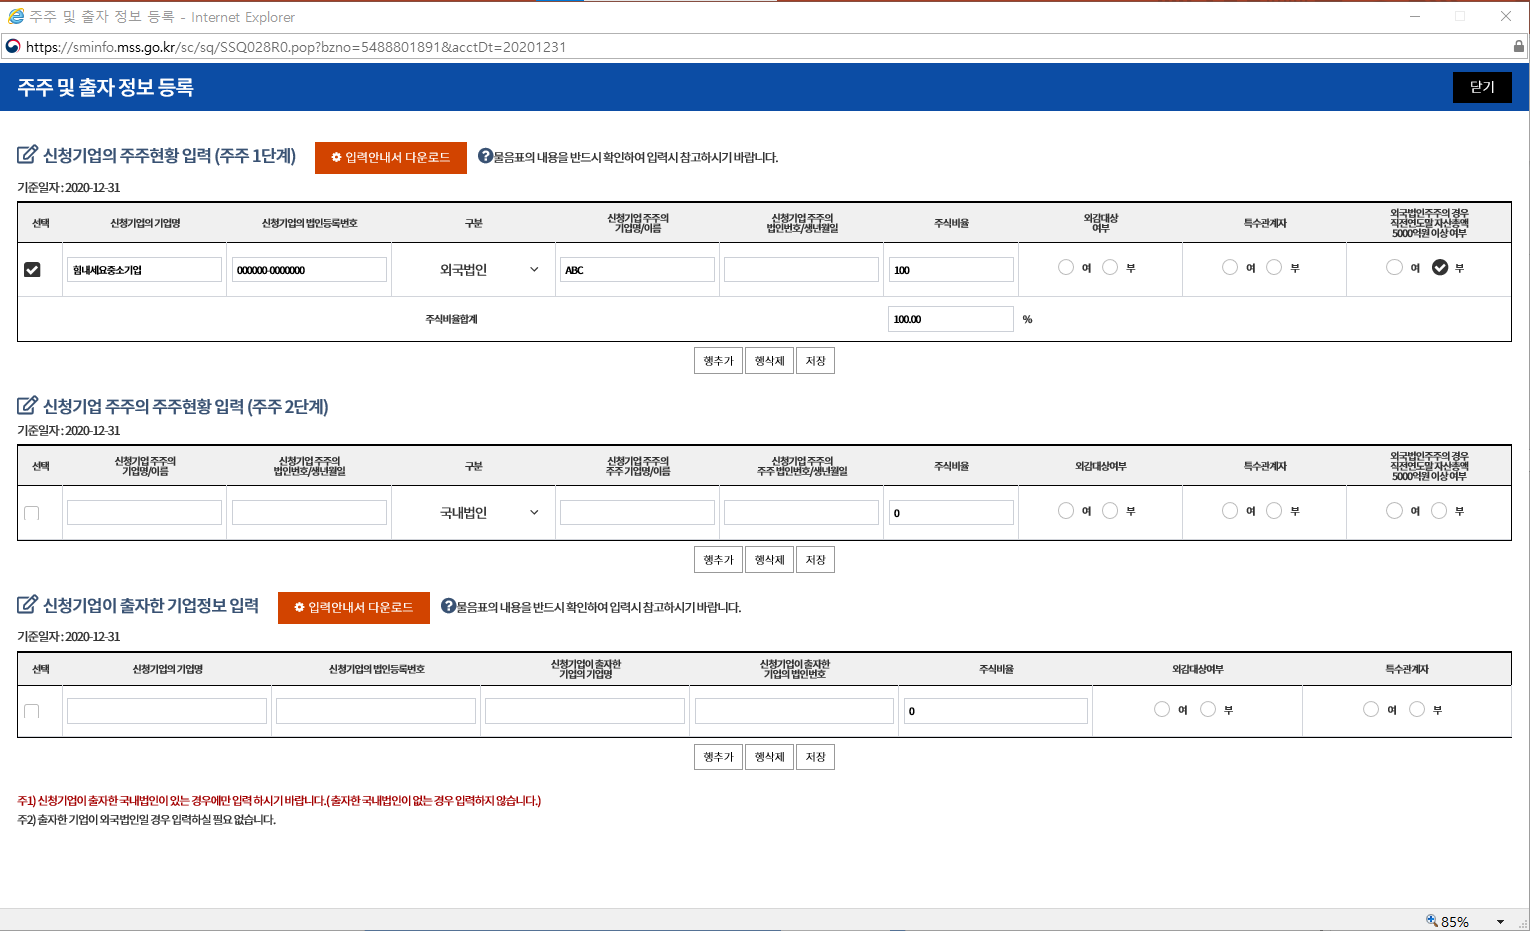 주주 및 출자 정보 등록 - Internet Explorer
https://sminfo.mss.go.kr/sc/sq/SSQ028R0.pop?bzno=5488801891&acctDt=20201231
주주 및 출자 정보 등록 닫기
신청기업의 주주현황 입력 (주주 1단계) 입력안내서 다운로드 ?물음표의 내용을 반드시 확인하여 입력시 참고하시기 바랍니다.
기준일자 : 2020-12-31
선택 신청기업의 기업명 신청기업의 법인등록번호 구분 신청기업 주주의 기업명/이름 신청기업 주주의 법인번호/생년월일 주식비율 외감대상 여부 특수관계자 외국법인주주의 경우 직전연도말 자산총액 5000억원 이상 여부
힘내세요중소기업 000000-0000000 외국법인 ABC 100 여 부 여 부 여 부
주식비율합계 100.00 %
행추가 행삭제 저장
신청기업 주주의 주주현황 입력 (주주 2단계)
기준일자 : 2020-12-31
선택 신청기업 주주의 기업명/이름 신청기업 주주의 법인번호/생년월일 구분 신청기업 주주의 주주 기업명/이름 신청기업 주주의 주주 법인번호/생년월일 주식비율 외감대상여부 특수관계자 외국법인주주의 경우 직전연도말 자산총액 5000억원 이상 여부
국내법인 0 여 부 여 부 여 부
행추가 행삭제 저장
신청기업이 출자한 기업정보 입력 입력안내서 다운로드 ?물음표의 내용을 반드시 확인하여 입력시 참고하시기 바랍니다.
기준일자 : 2020-12-31
선택 신청기업의 기업명 신청기업의 법인등록번호 신청기업이 출자한 기업의 기업명 신청기업이 출자한 기업의 법인번호 주식비율 외감대상여부 특수관계자
0 여 부 여 부
행추가 행삭제 저장
주1) 신청기업이 출자한 국내법인이 있는 경우에만 입력 하시기 바랍니다.( 출자한 국내법인이 없는 경우 입력하지 않습니다.)
주2) 출자한 기업이 외국법인일 경우 입력하실 필요 없습니다.
85%